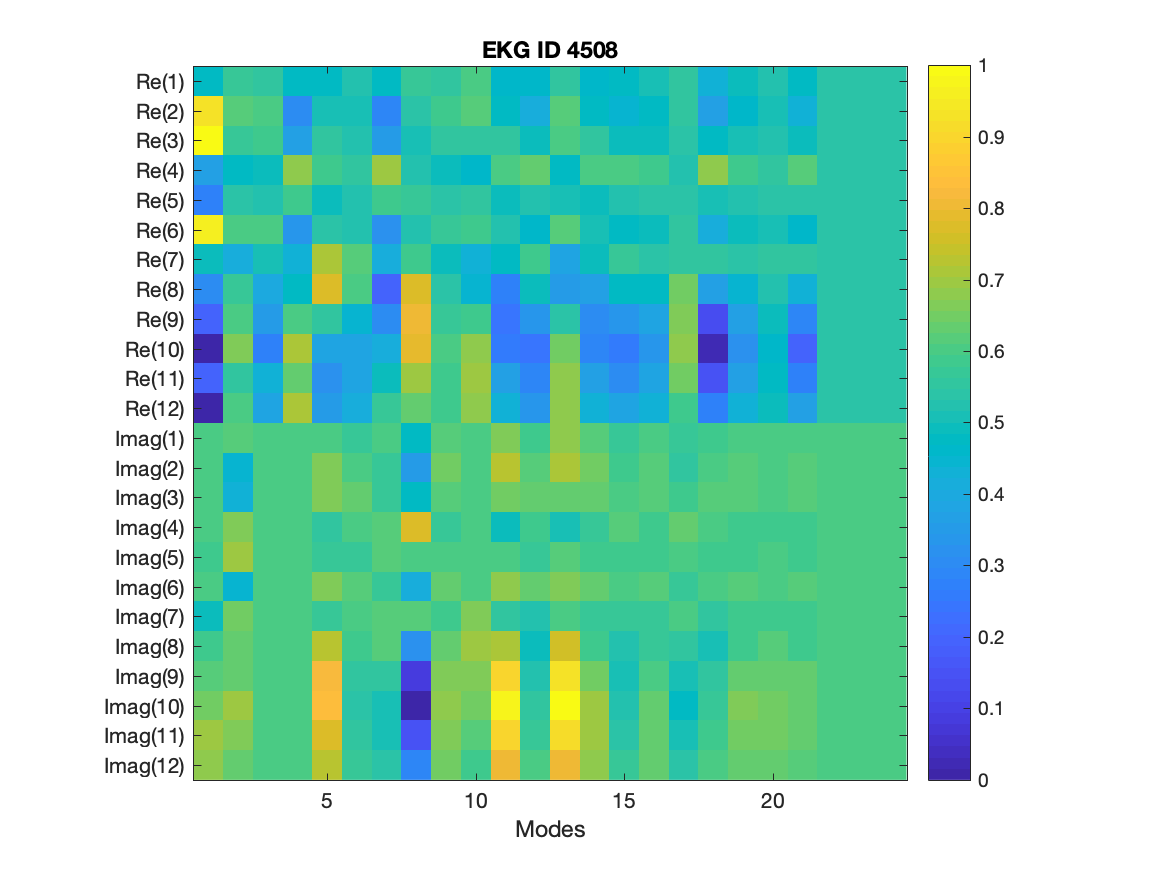 EKG ID 4508
Re(1)
Re(2)
Re(3)
Re(4)
Re(5)
Re(6)
Re(7)
Re(8)
Re(9)
Re(10)
Re(11)
Re(12)
Imag(1)
Imag(2)
Imag(3)
Imag(4)
Imag(5)
Imag(6)
Imag(7)
Imag(8)
Imag(9)
Imag(10)
Imag(11)
Imag(12)
5 10 15 20
Modes
1
0.9
0.8
0.7
0.6
0.5
0.4
0.3
0.2
0.1
0